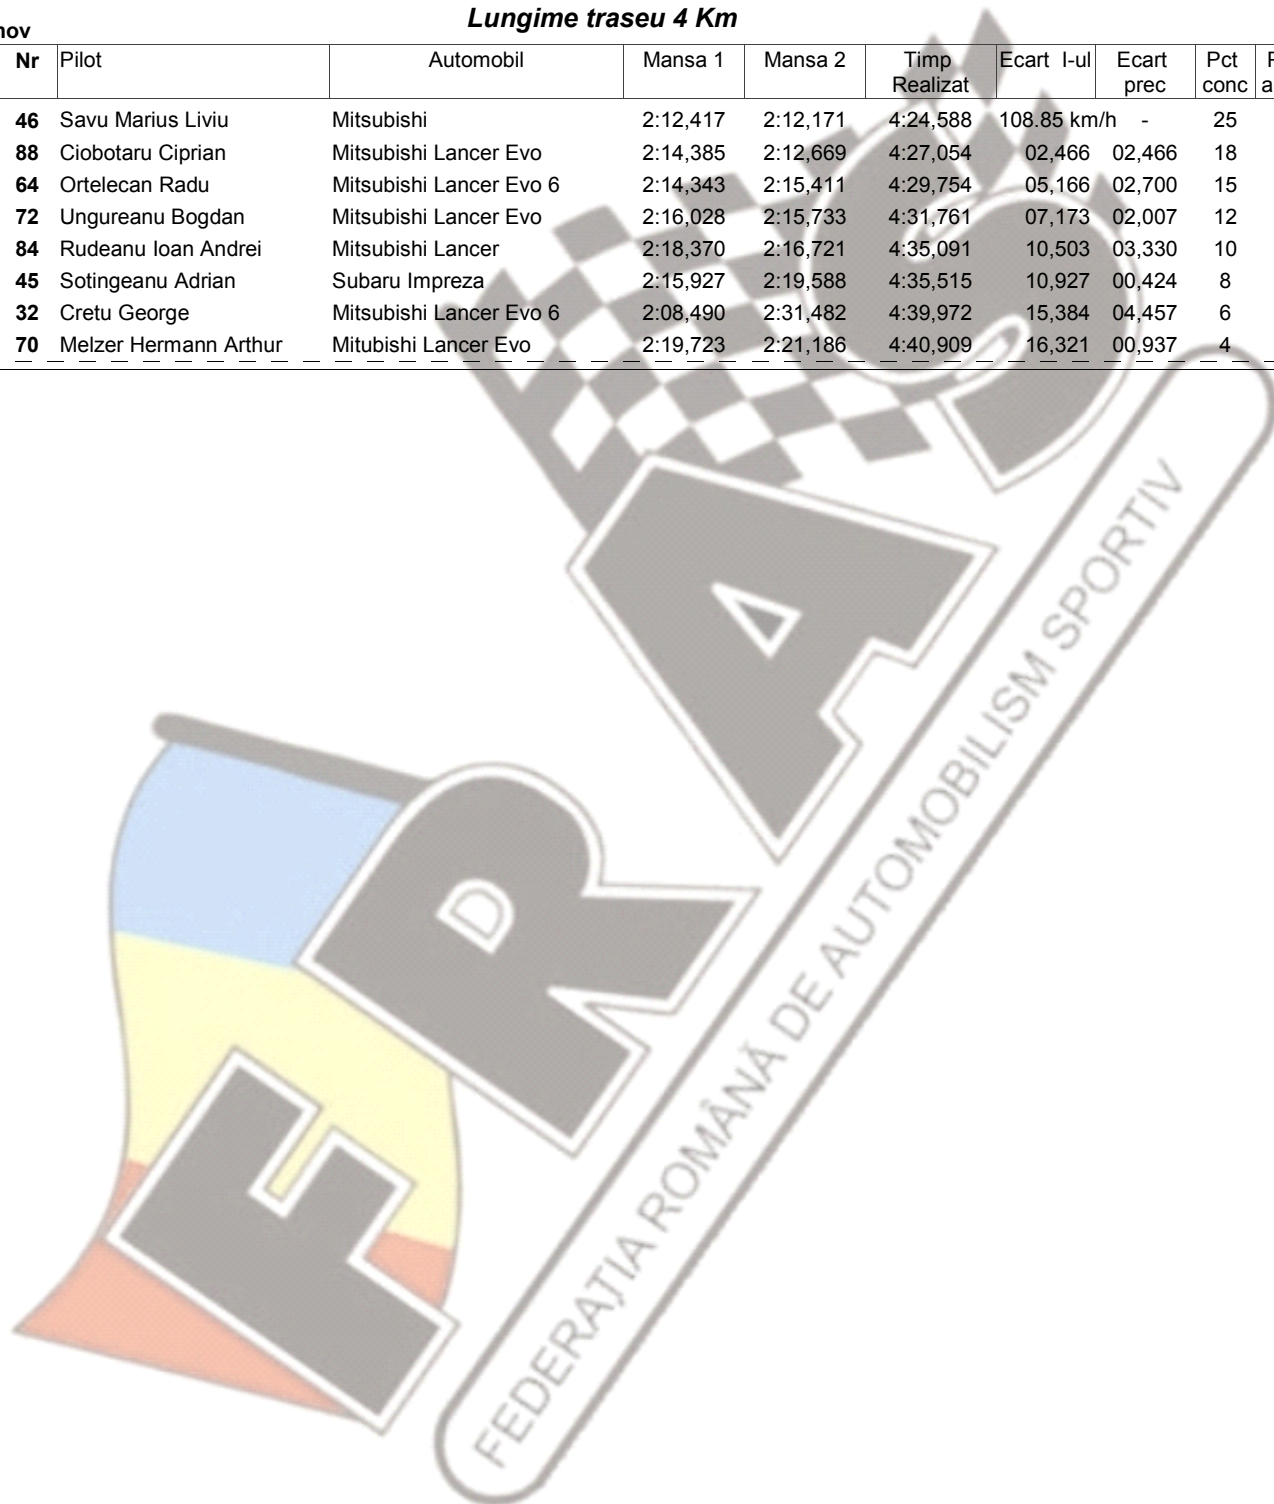 Lungime traseu 4 Km
nov
Nr Pilot Automobil Mansa 1 Mansa 2 Timp Realizat Ecart I-ul Ecart prec Pct conc
46 Savu Marius Liviu Mitsubishi 2:12,417 2:12,171 4:24,588 108.85 km/h - 25
88 Ciobotaru Ciprian Mitsubishi Lancer Evo 2:14,385 2:12,669 4:27,054 02,466 02,466 18
64 Ortelecan Radu Mitsubishi Lancer Evo 6 2:14,343 2:15,411 4:29,754 05,166 02,700 15
72 Ungureanu Bogdan Mitsubishi Lancer Evo 2:16,028 2:15,733 4:31,761 07,173 02,007 12
84 Rudeanu Ioan Andrei Mitsubishi Lancer 2:18,370 2:16,721 4:35,091 10,503 03,330 10
45 Sotingeanu Adrian Subaru Impreza 2:15,927 2:19,588 4:35,515 10,927 00,424 8
32 Cretu George Mitsubishi Lancer Evo 6 2:08,490 2:31,482 4:39,972 15,384 04,457 6
70 Melzer Hermann Arthur Mitubishi Lancer Evo 2:19,723 2:21,186 4:40,909 16,321 00,937 4
FRAS
FEDERAȚIA ROMÂNĂ DE AUTOMOBILISM SPORTIV